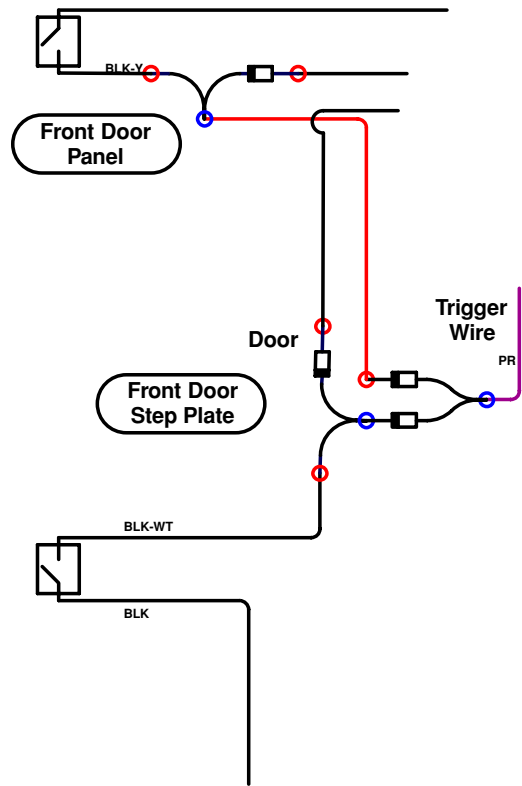 BLK-Y
Front Door
Panel
Trigger
Wire
Door
PR
Front Door
Step Plate
BLK-WT
BLK